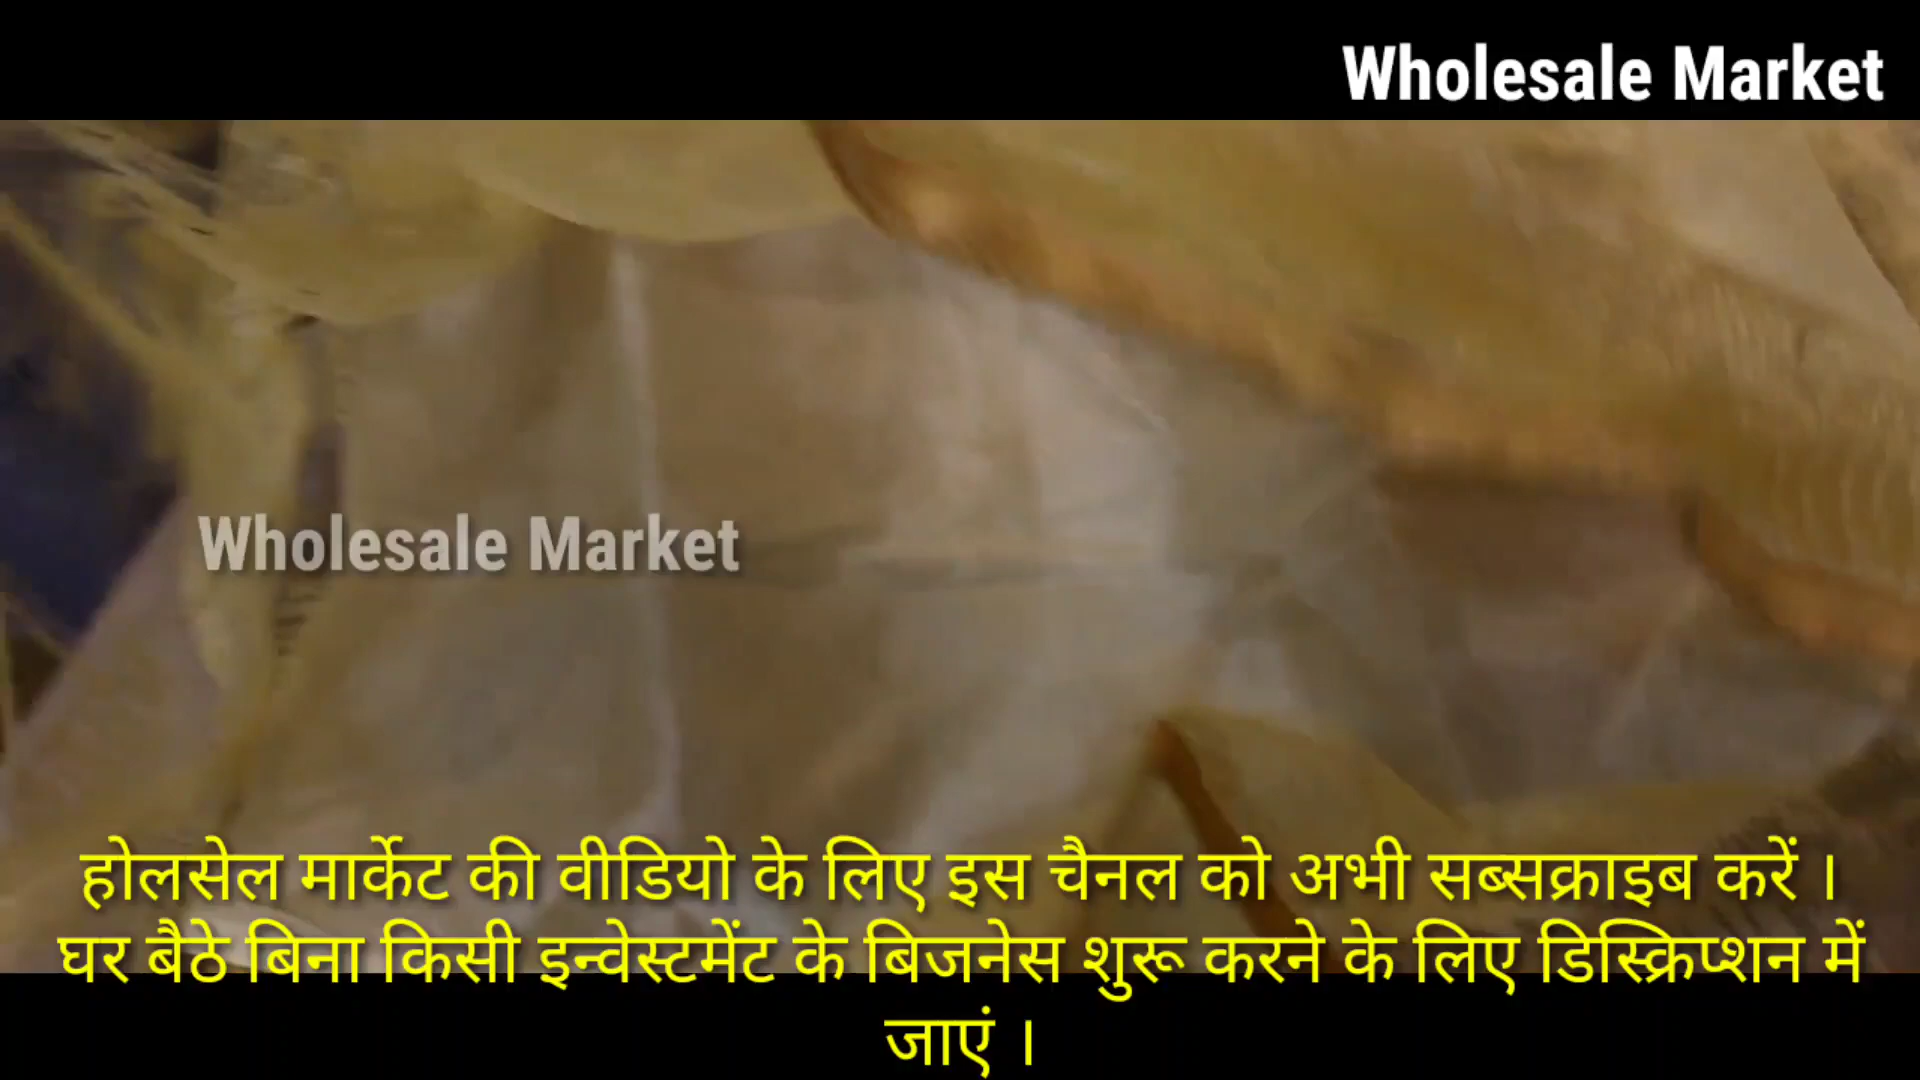 Wholesale Market
Wholesale Market
होलसेल मार्केट की वीडियो के लिए इस चैनल को अभी सब्सक्राइब करें ।
घर बैठे बिना किसी इन्वेस्टमेंट के बिजनेस शुरू करने के लिए डिस्क्रिप्शन में
जाएं ।